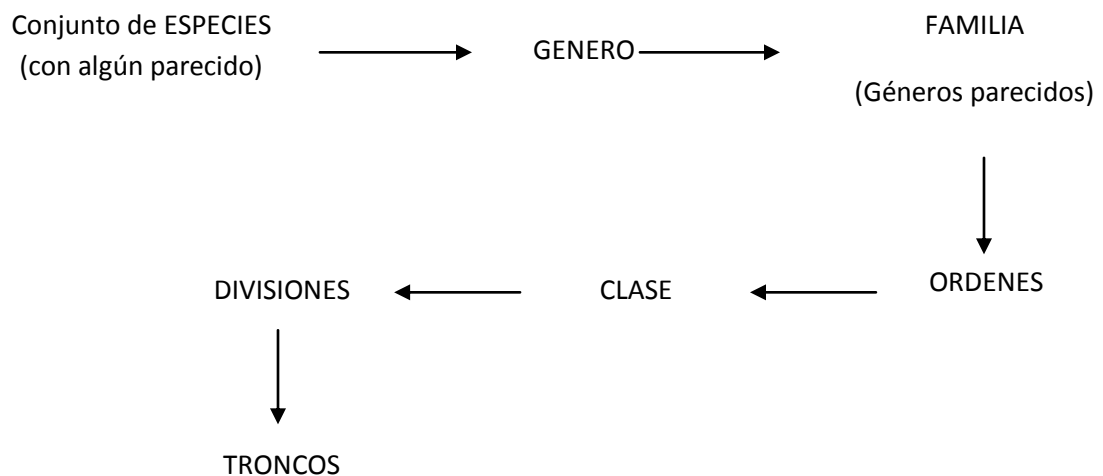 Conjunto de ESPECIES
(con algún parecido)
GENERO
FAMILIA
(Géneros parecidos)
ORDENES
CLASE
DIVISIONES
TRONCOS